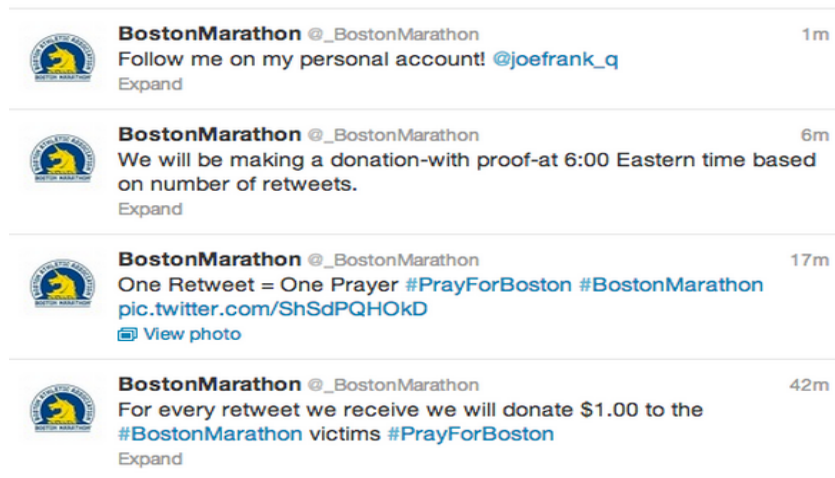 BostonMarathon @_BostonMarathon 1m
Follow me on my personal account! @joefrank_q
Expand
BostonMarathon @_BostonMarathon 6m
We will be making a donation-with proof-at 6:00 Eastern time based
on number of retweets.
Expand
BostonMarathon @_BostonMarathon 17m
One Retweet = One Prayer #PrayForBoston #BostonMarathon
pic.twitter.com/ShSdPQHOkD
View photo
BostonMarathon @_BostonMarathon 42m
For every retweet we receive we will donate $1.00 to the
#BostonMarathon victims #PrayForBoston
Expand